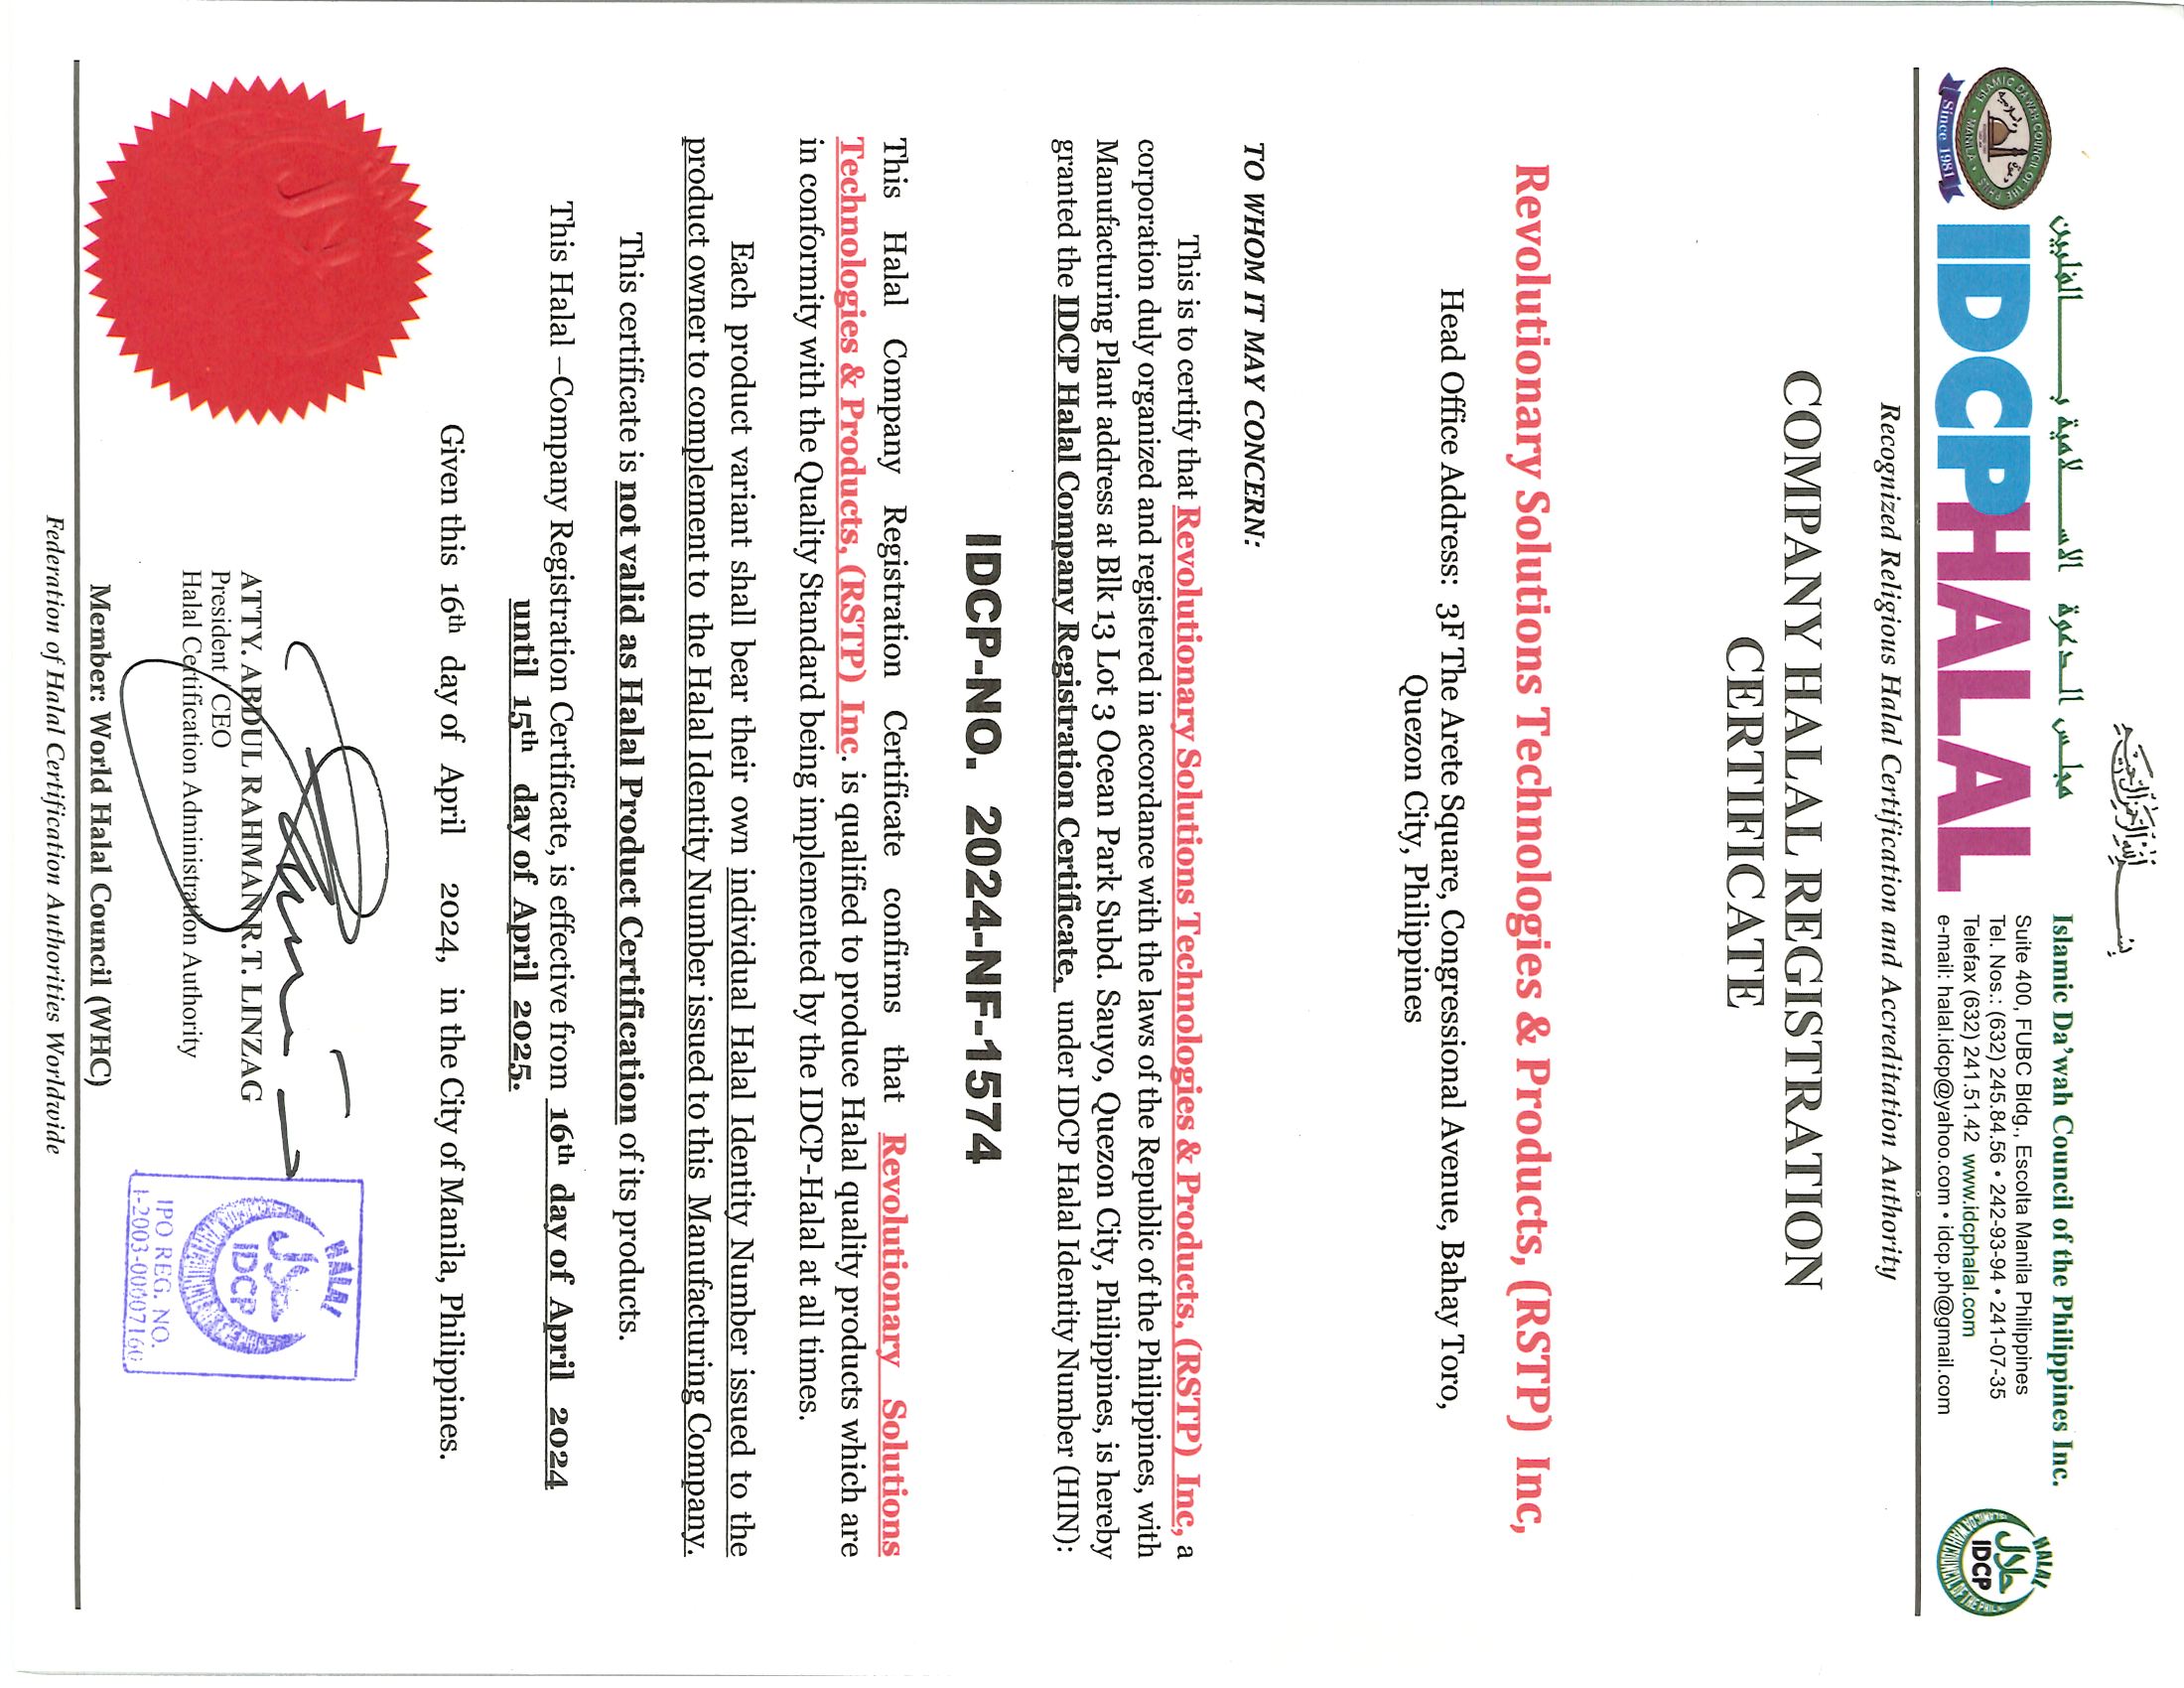 بسم الله الرحمن الرحيم
مجلس الدعوة الاسلامية بالفلبين
IDCPHALAL
ISLAMIC DA'WAH COUNCIL OF THE
MANILA
Since 1981
Islamic Da'wah Council of the Philippines Inc.
Suite 400, FUBC Bldg., Escolta Manila Philippines
Tel. Nos.: (632) 245.84.56 • 242-93-94 • 241-07-35
Telefax (632) 241.51.42 www.idcphalal.com
e-mail: halal.idcp@yahoo.com • idcp.ph@gmail.com
HALAL
حلال
IDCP
Recognized Religious Halal Certification and Accreditation Authority
COMPANY HALAL REGISTRATION
CERTIFICATE
Revolutionary Solutions Technologies & Products, (RSTP) Inc,
Head Office Address: 3F The Arete Square, Congressional Avenue, Bahay Toro,
Quezon City, Philippines
TO WHOM IT MAY CONCERN:
This is to certify that Revolutionary Solutions Technologies & Products, (RSTP) Inc, a
corporation duly organized and registered in accordance with the laws of the Republic of the Philippines, with
Manufacturing Plant address at Blk 13 Lot 3 Ocean Park Subd. Sauyo, Quezon City, Philippines, is hereby
granted the IDCP Halal Company Registration Certificate, under IDCP Halal Identity Number (HIN):
IDCP-NO. 2024-NF-1574
This Halal Company Registration Certificate confirms that Revolutionary Solutions
Technologies & Products, (RSTP) Inc. is qualified to produce Halal quality products which are
in conformity with the Quality Standard being implemented by the IDCP-Halal at all times.
Each product variant shall bear their own individual Halal Identity Number issued to the
product owner to complement to the Halal Identity Number issued to this Manufacturing Company.
This certificate is not valid as Halal Product Certification of its products.
This Halal –Company Registration Certificate, is effective from 16th day of April 2024
until 15th day of April 2025.
Given this 16th day of April 2024, in the City of Manila, Philippines.
ATTY. ABDUL RAHMAN R.T. LINZAG
President / CEO
Halal Certification Administration Authority
HALAL
حلال
IDCP
IPO REG. NO.
4-2003-00007160
Member: World Halal Council (WHC)
Federation of Halal Certification Authorities Worldwide